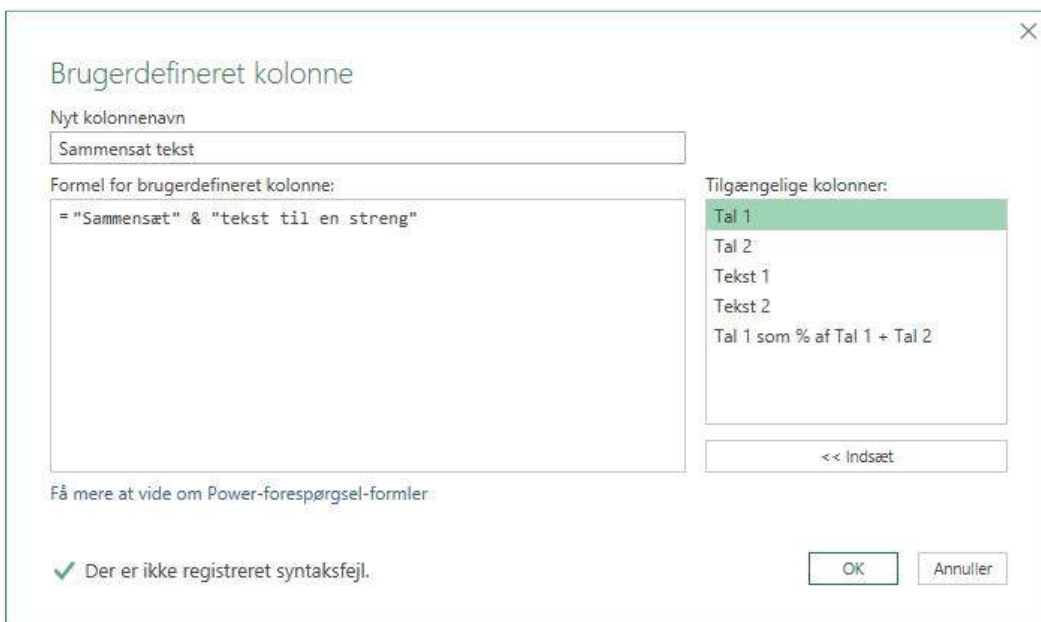 Brugerdefineret kolonne
Nyt kolonnenavn
Sammensat tekst
Formel for brugerdefineret kolonne:
= "Sammensæt" & "tekst til en streng"
Tilgængelige kolonner:
Tal 1
Tal 2
Tekst 1
Tekst 2
Tal 1 som % af Tal 1 + Tal 2
<< Indsæt
Få mere at vide om Power-forespørgsel-formler
Der er ikke registreret syntaksfejl.
OK
Annuller